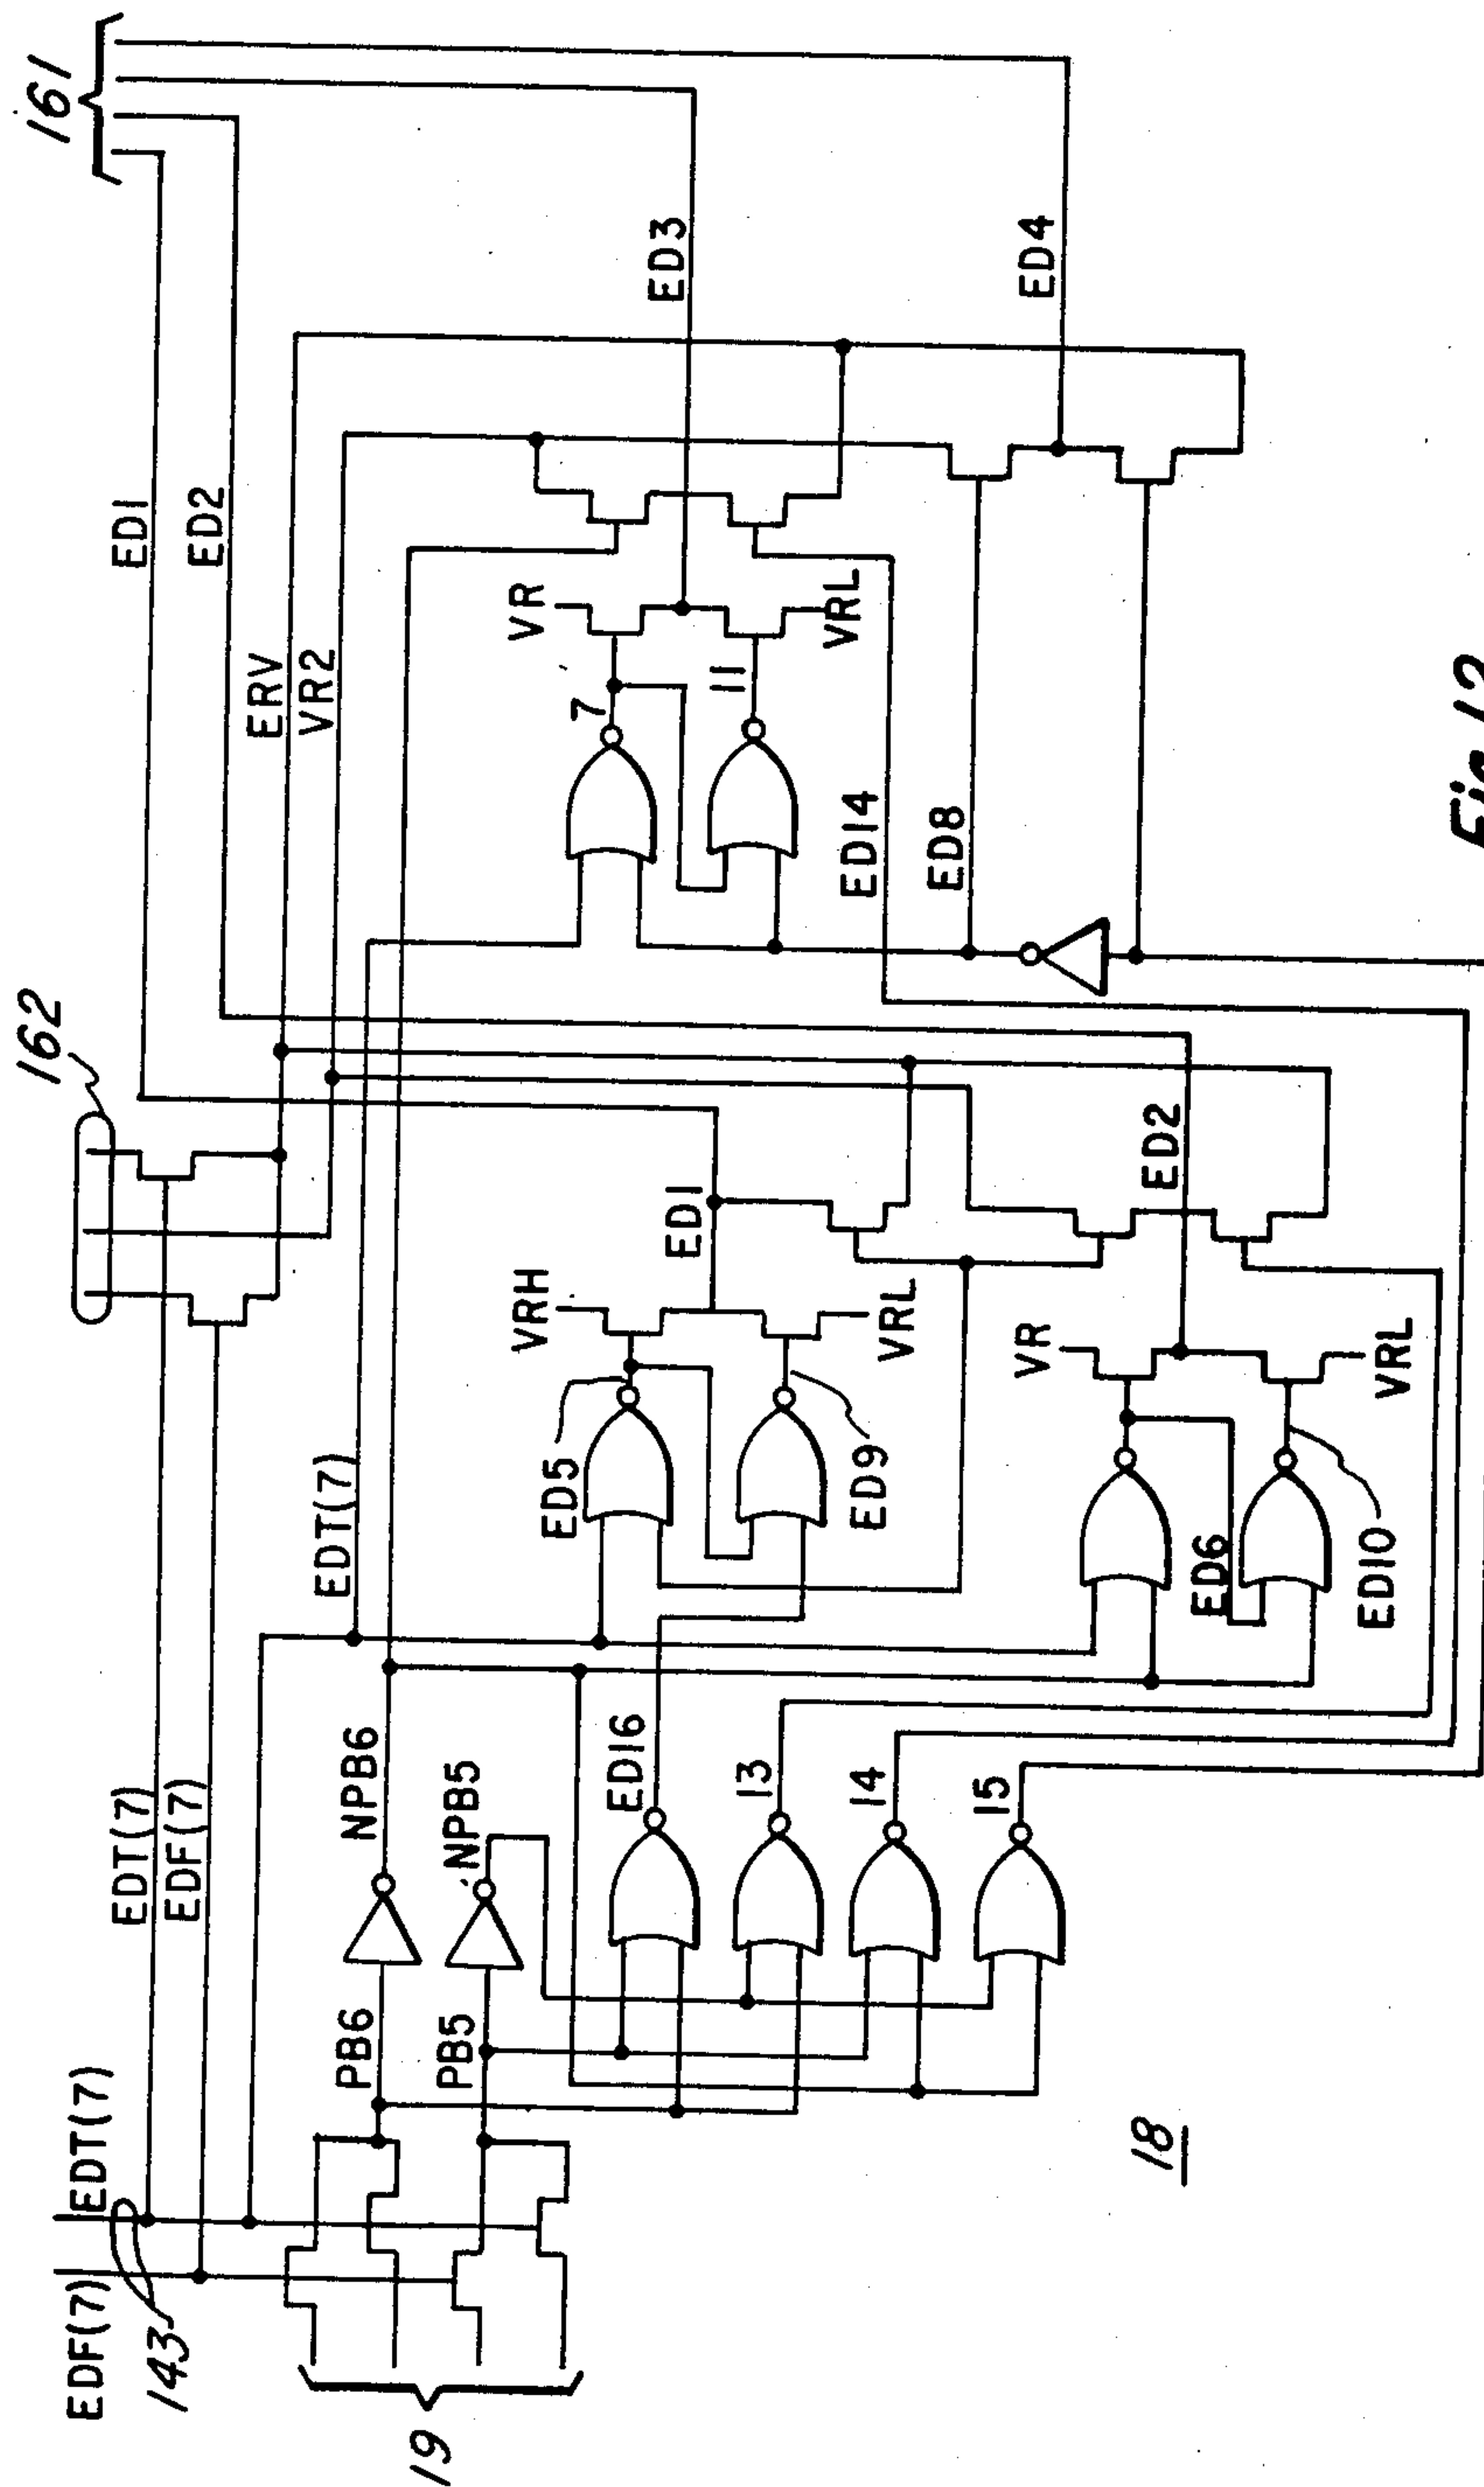 161
162
ED1
ED2
ERV
VR2
ED3
ED4
EDT(7)
EDF(7)
EDT(7)
EDT(7)
EDF(7)
143
NPB6
NPB5
PB6
PB5
19
VR
VRL
7
11
ED14
ED8
VRH
VRL
ED1
ED5
ED9
ED2
VR
VRL
ED6
ED10
ED16
13
14
15
18
Fig. 12